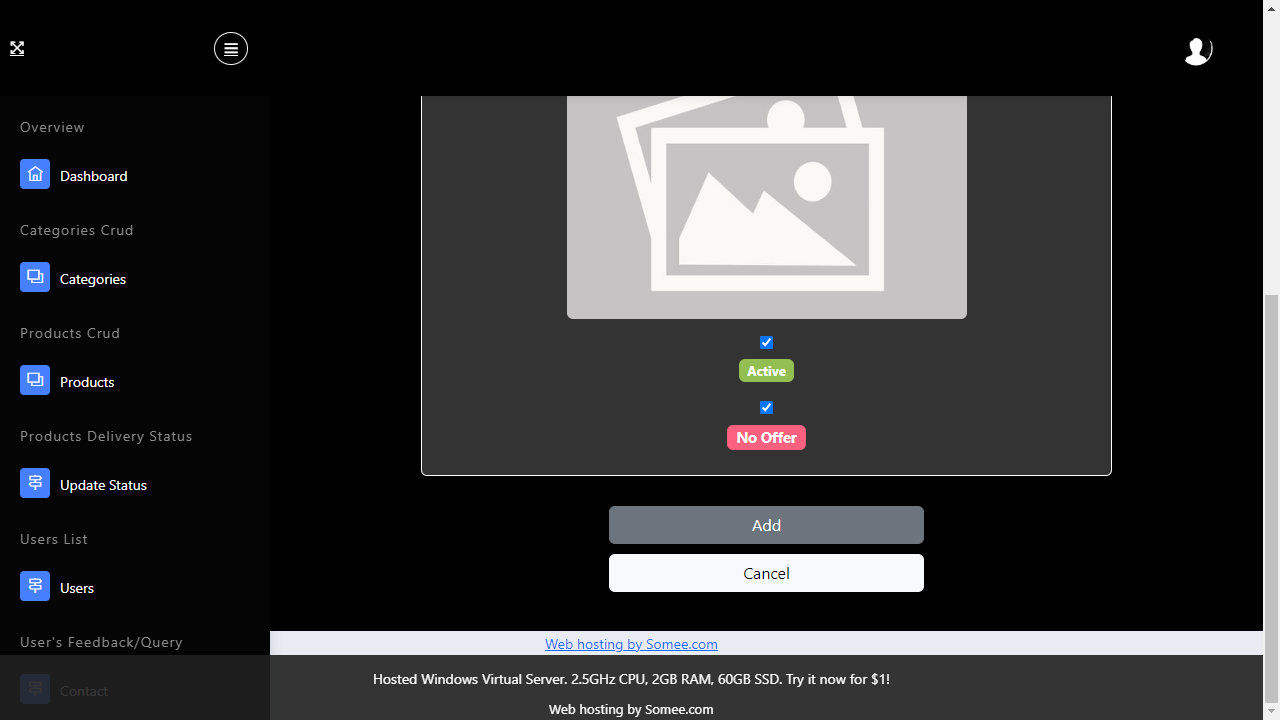 Overview
Dashboard
Categories Crud
Categories
Products Crud
Products
Products Delivery Status
Update Status
Users List
Users
User's Feedback/Query
Contact
Active
No Offer
Add
Cancel
Web hosting by Somee.com
Hosted Windows Virtual Server. 2.5GHz CPU, 2GB RAM, 60GB SSD. Try it now for $1!
Web hosting by Somee.com